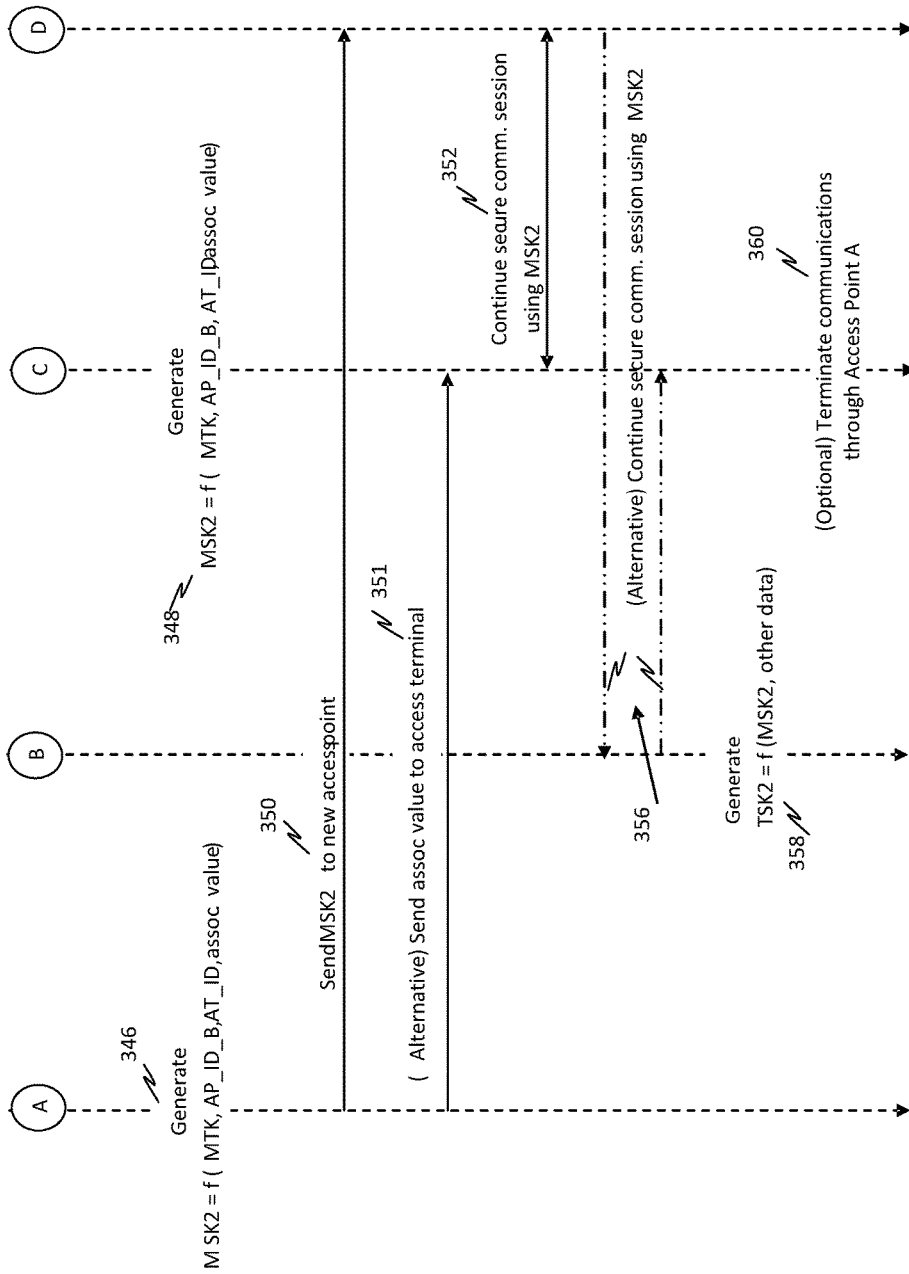 A
B
C
D
346
Generate
M SK2 = f ( MTK, AP_ID_B,AT_ID,assoc value)
Generate
348
MSK2 = f ( MTK, AP_ID_B, AT_IDassoc value)
350
SendMSK2 to new accesspoint
351
( Alternative) Send assoc value to access terminal
352
Continue secure comm. session
using MSK2
356
(Alternative) Continue secure comm. session using MSK2
Generate
TSK2 = f (MSK2, other data)
358
360
(Optional) Terminate communications
through Access Point A